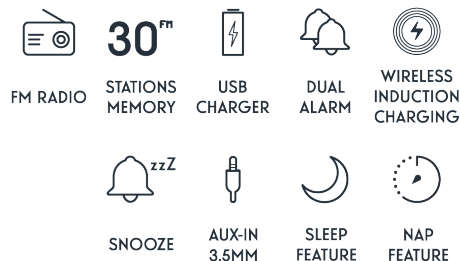 30FM
FM RADIO
STATIONS
MEMORY
USB
CHARGER
DUAL
ALARM
WIRELESS
INDUCTION
CHARGING
zzZ
SNOOZE
AUX-IN
3.5MM
SLEEP
FEATURE
NAP
FEATURE